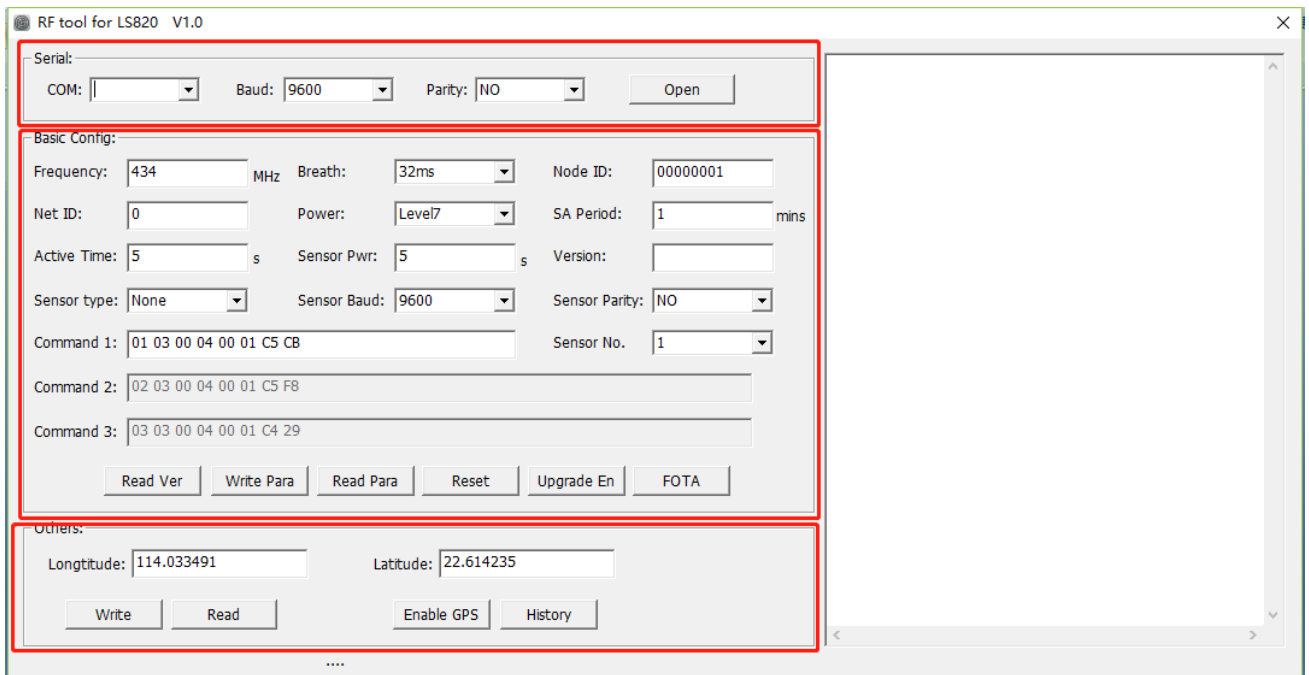 RF tool for LS820 V1.0
Serial:
COM: Baud: 9600 Parity: NO Open
Basic Config:
Frequency: 434 MHz Breath: 32ms Node ID: 00000001
Net ID: 0 Power: Level7 SA Period: 1 mins
Active Time: 5 s Sensor Pwr: 5 s Version:
Sensor type: None Sensor Baud: 9600 Sensor Parity: NO
Command 1: 01 03 00 04 00 01 C5 CB Sensor No. 1
Command 2: 02 03 00 04 00 01 C5 F8
Command 3: 03 03 00 04 00 01 C4 29
Read Ver Write Para Read Para Reset Upgrade En FOTA
Others:
Longtitude: 114.033491 Latitude: 22.614235
Write Read Enable GPS History
....